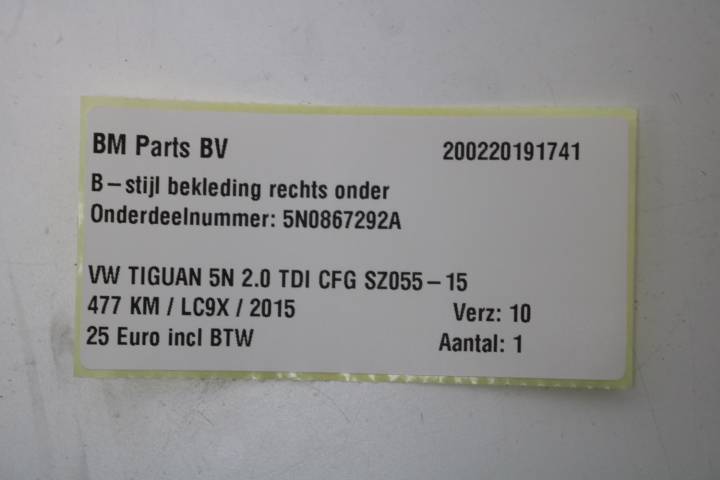 BM Parts BV 200220191741
B-stijl bekleding rechts onder
Onderdeelnummer: 5N0867292A
VW TIGUAN 5N 2.0 TDI CFG SZ055-15
477 KM / LC9X / 2015 Verz: 10
25 Euro incl BTW Aantal: 1